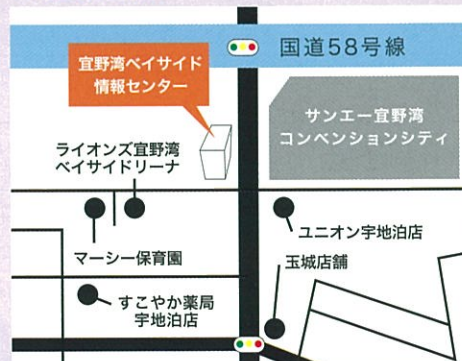 国道58号線
宜野湾ベイサイド
情報センター
サンエー宜野湾
コンベンションシティ
ライオンズ宜野湾
ベイサイドリーナ
マーシー保育園
ユニオン宇地泊店
玉城店舗
すこやか薬局
宇地泊店